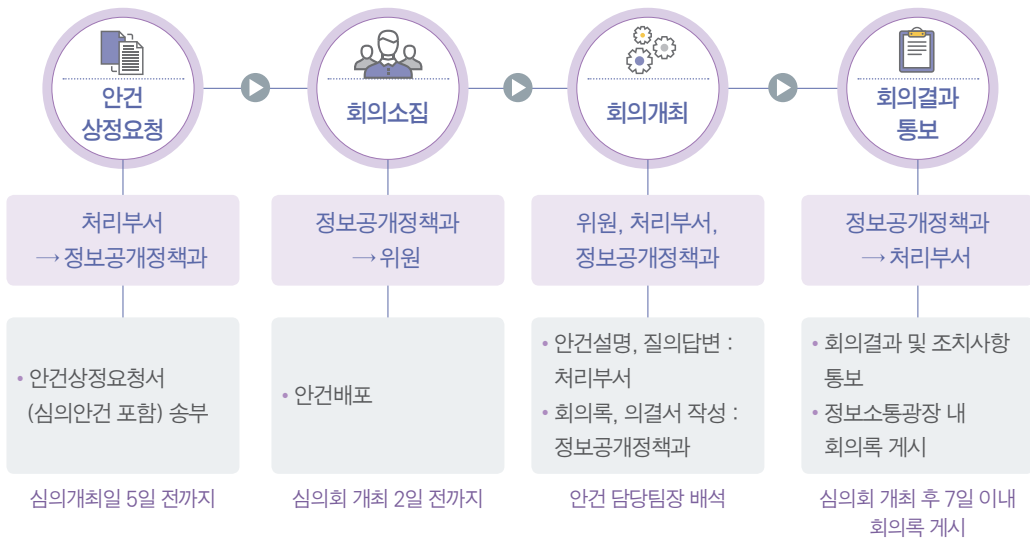 안건
상정요청
회의소집
회의개최
회의결과
통보
처리부서
→ 정보공개정책과
정보공개정책과
→ 위원
위원, 처리부서,
정보공개정책과
정보공개정책과
→ 처리부서
• 안건상정요청서
(심의안건 포함) 송부
• 안건배포
• 안건설명, 질의답변 :
처리부서
• 회의록, 의결서 작성 :
정보공개정책과
• 회의결과 및 조치사항
통보
• 정보소통광장 내
회의록 게시
심의개최일 5일 전까지
심의회 개최 2일 전까지
안건 담당팀장 배석
심의회 개최 후 7일 이내
회의록 게시